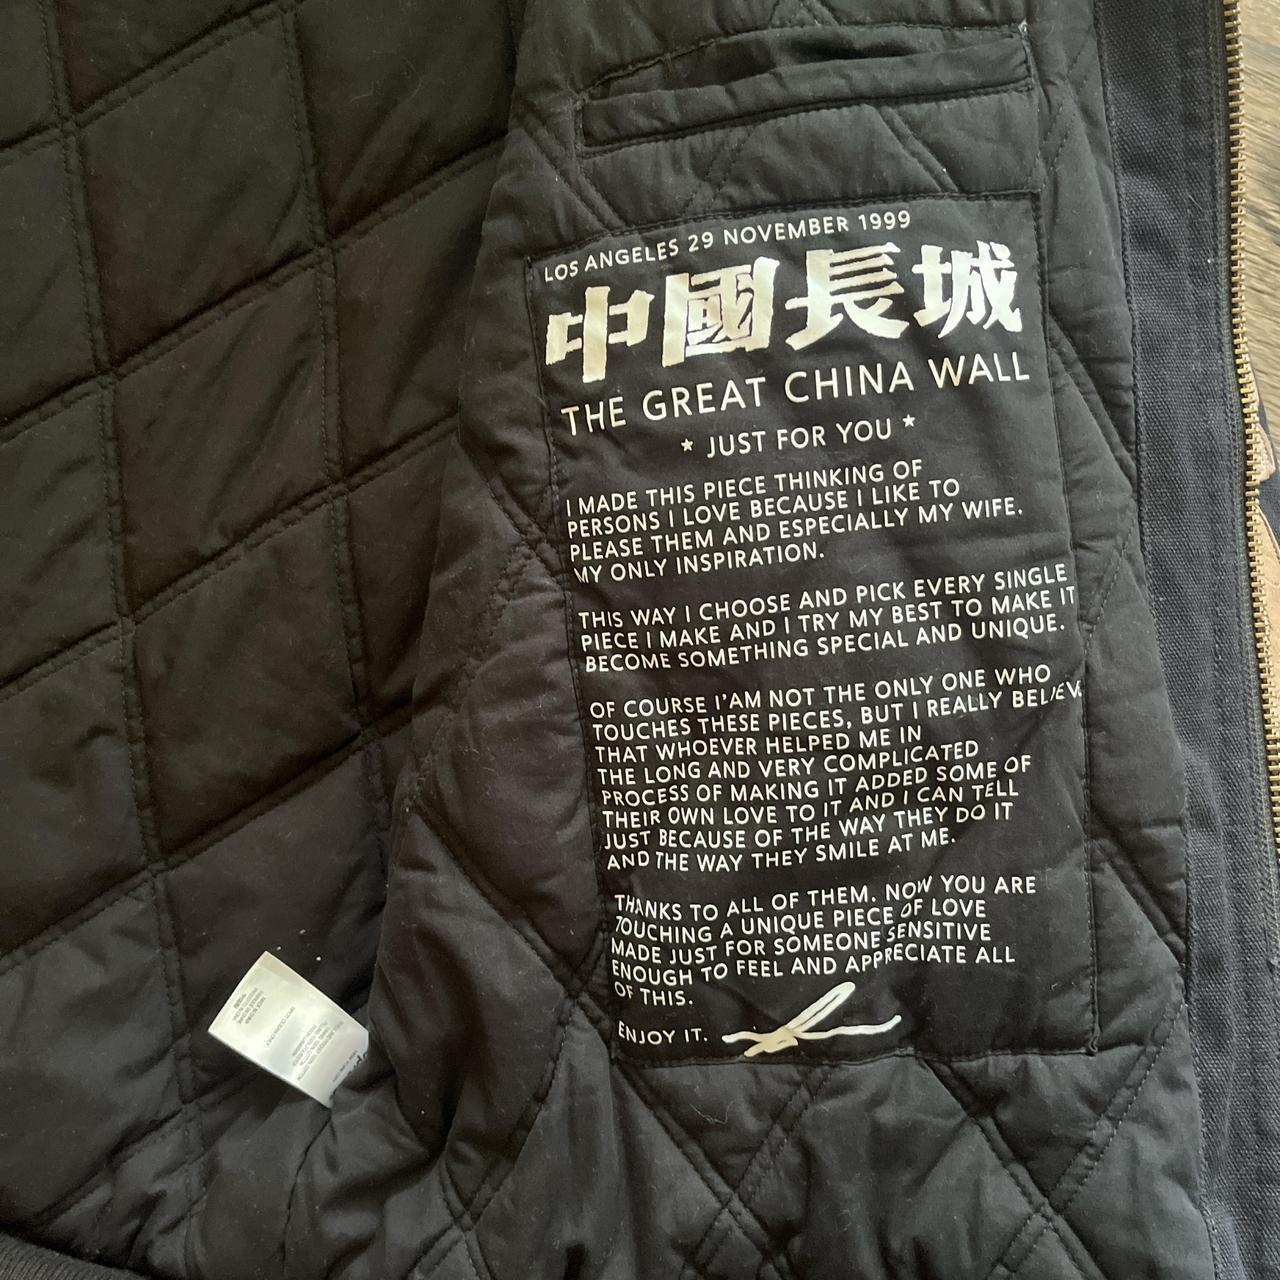 LOS ANGELES 29 NOVEMBER 1999
中國長城
THE GREAT CHINA WALL
* JUST FOR YOU *
I MADE THIS PIECE THINKING OF
PERSONS I LOVE BECAUSE I LIKE TO
PLEASE THEM AND ESPECIALLY MY WIFE.
MY ONLY INSPIRATION.
THIS WAY I CHOOSE AND PICK EVERY SINGLE
PIECE I MAKE AND I TRY MY BEST TO MAKE IT
BECOME SOMETHING SPECIAL AND UNIQUE.
OF COURSE I'AM NOT THE ONLY ONE WHO
TOUCHES THESE PIECES, BUT I REALLY BELIEVE
THAT WHOEVER HELPED ME IN
THE LONG AND VERY COMPLICATED
PROCESS OF MAKING IT ADDED SOME OF
THEIR OWN LOVE TO IT AND I CAN TELL
JUST BECAUSE OF THE WAY THEY DO IT
AND THE WAY THEY SMILE AT ME.
THANKS TO ALL OF THEM. NOW YOU ARE
TOUCHING A UNIQUE PIECE OF LOVE
MADE JUST FOR SOMEONE SENSITIVE
ENOUGH TO FEEL AND APPRECIATE ALL
OF THIS.
ENJOY IT.